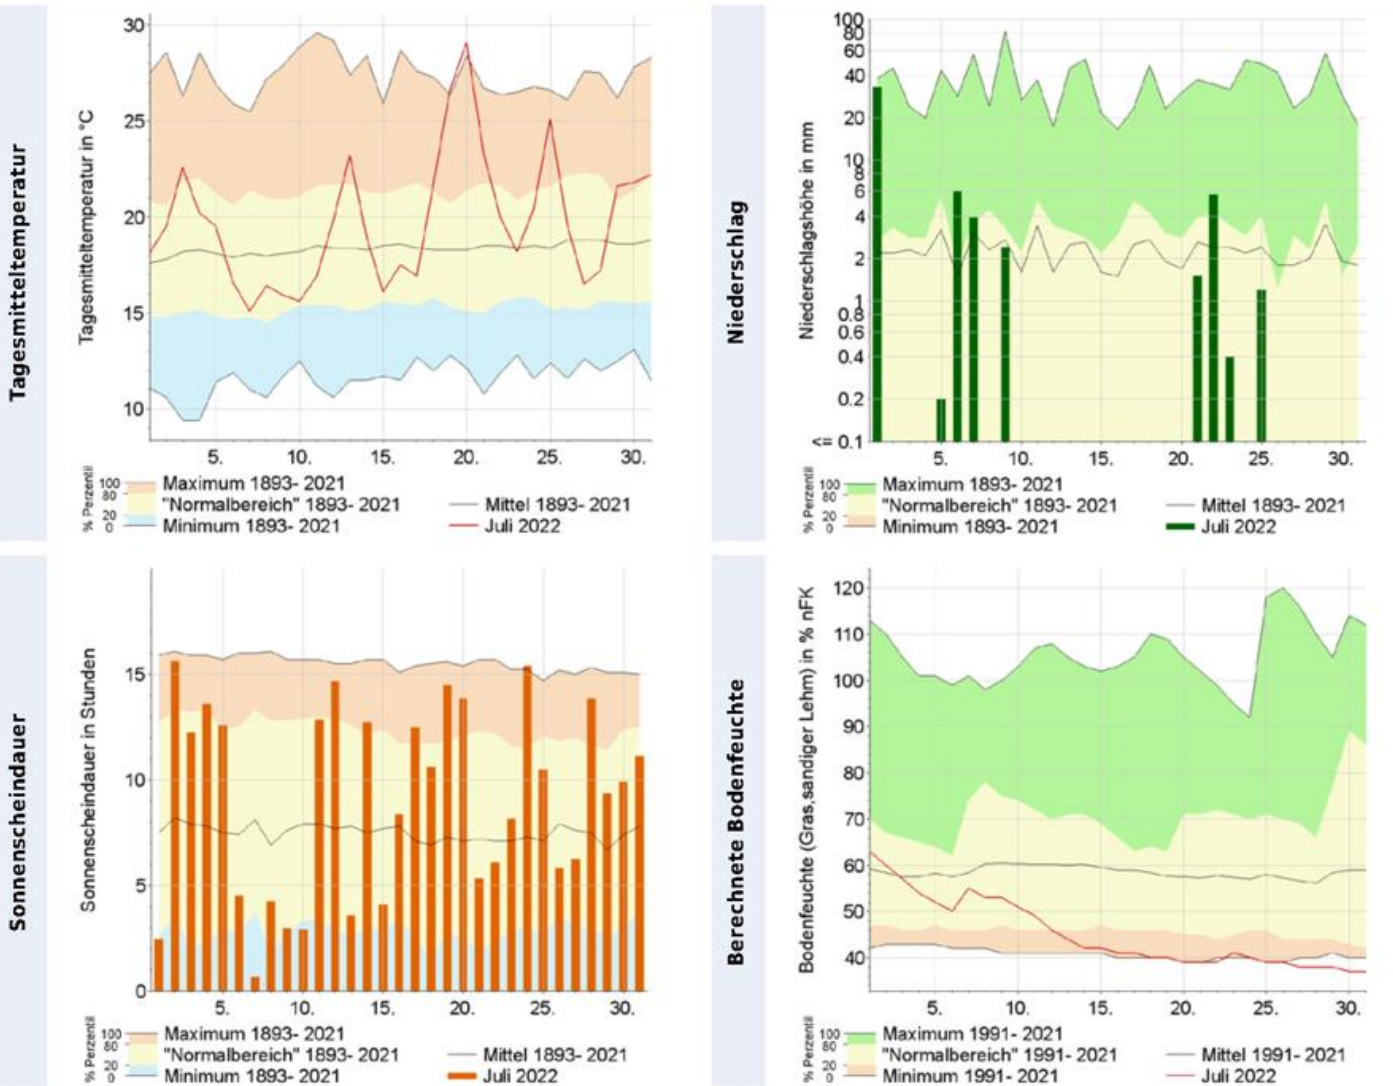 Tagesmitteltemperatur
Tagesmitteltemperatur in °C
30
25
20
15
10
5.
10.
15.
20.
25.
30.
% Perzentil
100
80
20
0
Maximum 1893- 2021
"Normalbereich" 1893- 2021
Minimum 1893- 2021
Mittel 1893- 2021
Juli 2022
Niederschlag
Niederschlagshöhe in mm
100
80
60
40
20
10
8
6
4
2
1
0.8
0.6
0.4
0.2
<= 0.1
5.
10.
15.
20.
25.
30.
% Perzentil
100
80
20
0
Maximum 1893- 2021
"Normalbereich" 1893- 2021
Minimum 1893- 2021
Mittel 1893- 2021
Juli 2022
Sonnenscheindauer
Sonnenscheindauer in Stunden
15
10
5
0
5.
10.
15.
20.
25.
30.
% Perzentil
100
80
20
0
Maximum 1893- 2021
"Normalbereich" 1893- 2021
Minimum 1893- 2021
Mittel 1893- 2021
Juli 2022
Berechnete Bodenfeuchte
Bodenfeuchte (Gras,sandiger Lehm) in % nFK
120
110
100
90
80
70
60
50
40
5.
10.
15.
20.
25.
30.
% Perzentil
100
80
20
0
Maximum 1991- 2021
"Normalbereich" 1991- 2021
Minimum 1991- 2021
Mittel 1991- 2021
Juli 2022